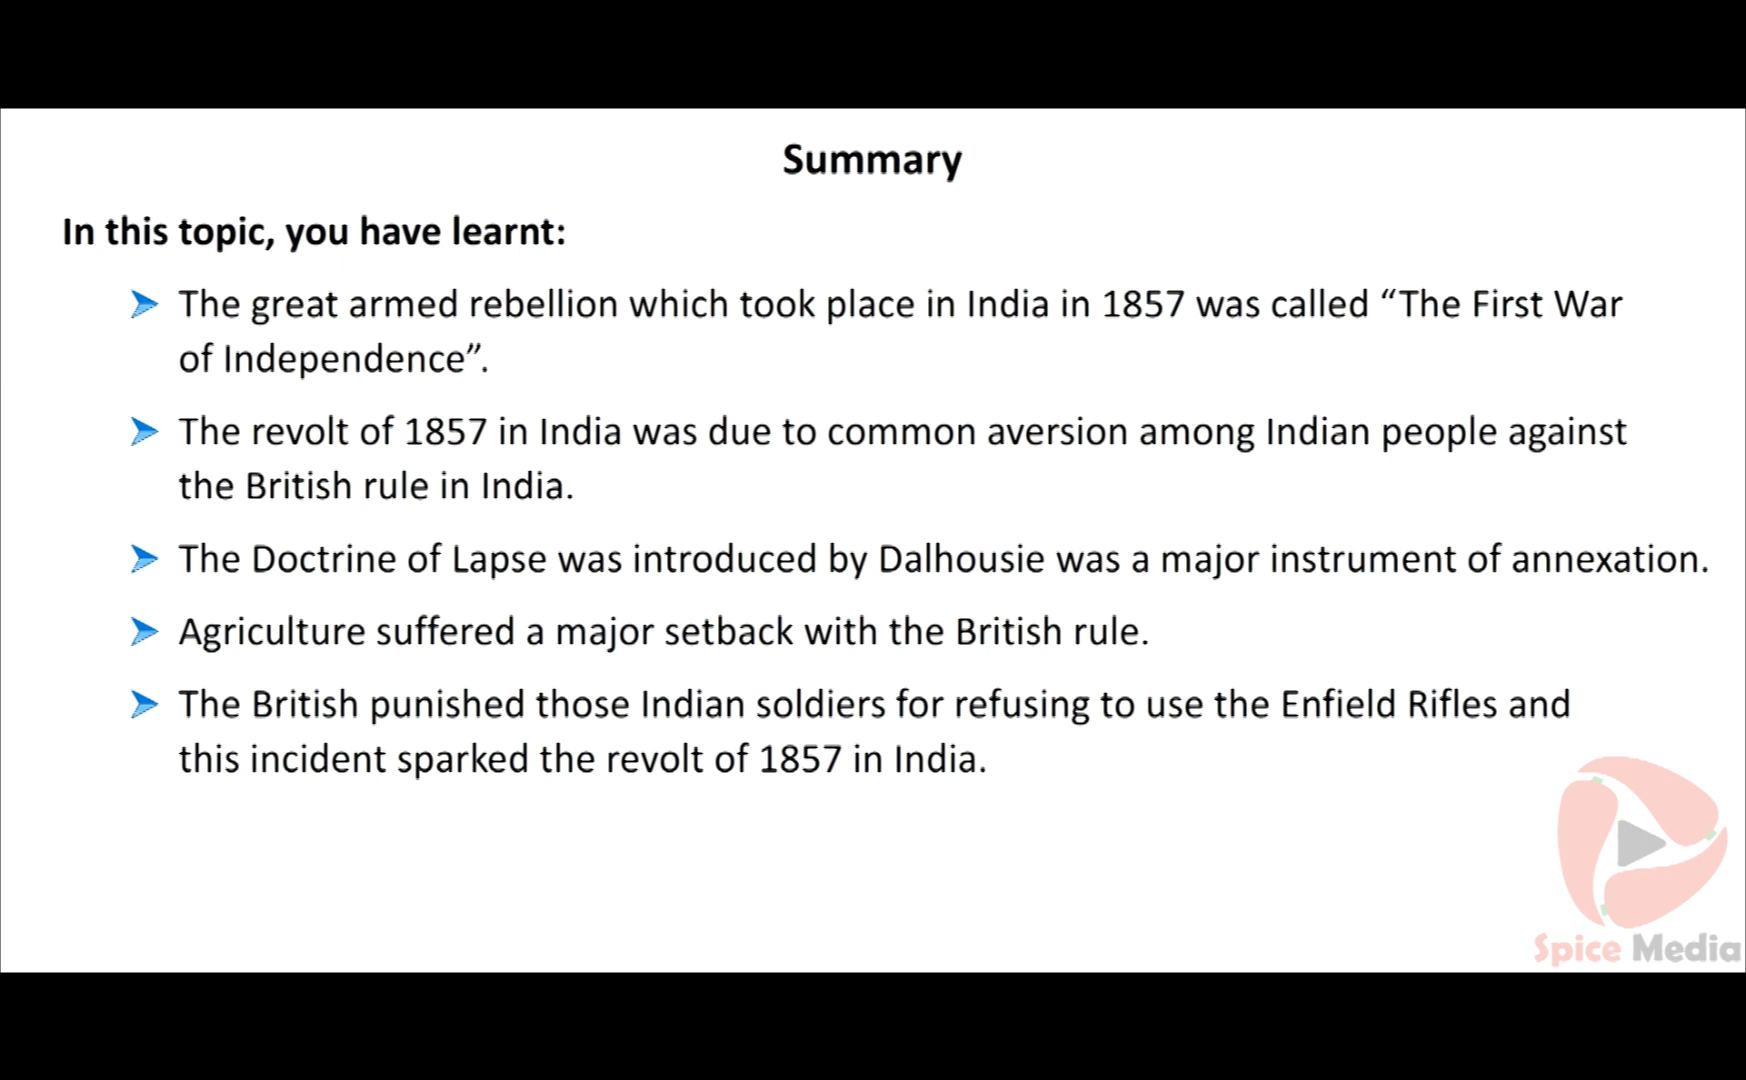 Summary
In this topic, you have learnt:
The great armed rebellion which took place in India in 1857 was called “The First War
of Independence”.
The revolt of 1857 in India was due to common aversion among Indian people against
the British rule in India.
The Doctrine of Lapse was introduced by Dalhousie was a major instrument of annexation.
Agriculture suffered a major setback with the British rule.
The British punished those Indian soldiers for refusing to use the Enfield Rifles and
this incident sparked the revolt of 1857 in India.
Spice Media